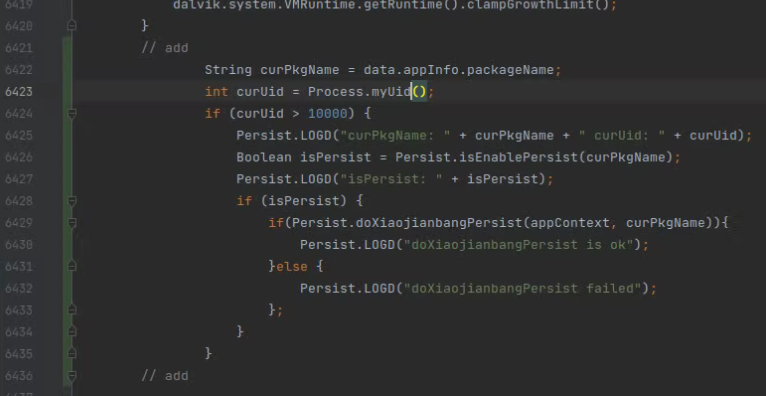 6419 dalvik.system.VMRuntime.getRuntime().clampGrowthLimit();
6420 }
6421 // add
6422 String curPkgName = data.appInfo.packageName;
6423 int curUid = Process.myUid();
6424 if (curUid > 10000) {
6425 Persist.LOGD("curPkgName: " + curPkgName + " curUid: " + curUid);
6426 Boolean isPersist = Persist.isEnablePersist(curPkgName);
6427 Persist.LOGD("isPersist: " + isPersist);
6428 if (isPersist) {
6429 if(Persist.doXiaojianbangPersist(appContext, curPkgName)){
6430 Persist.LOGD("doXiaojianbangPersist is ok");
6431 }else {
6432 Persist.LOGD("doXiaojianbangPersist failed");
6433 };
6434 }
6435 }
6436 // add